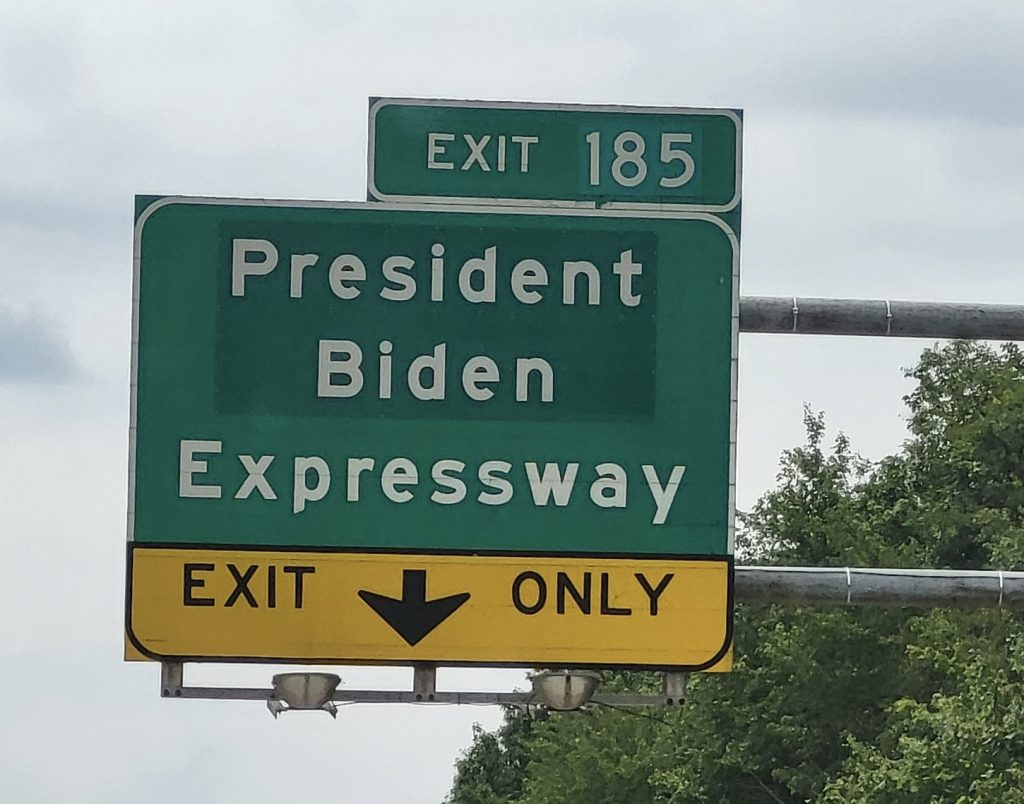 EXIT 185
President
Biden
Expressway
EXIT ONLY